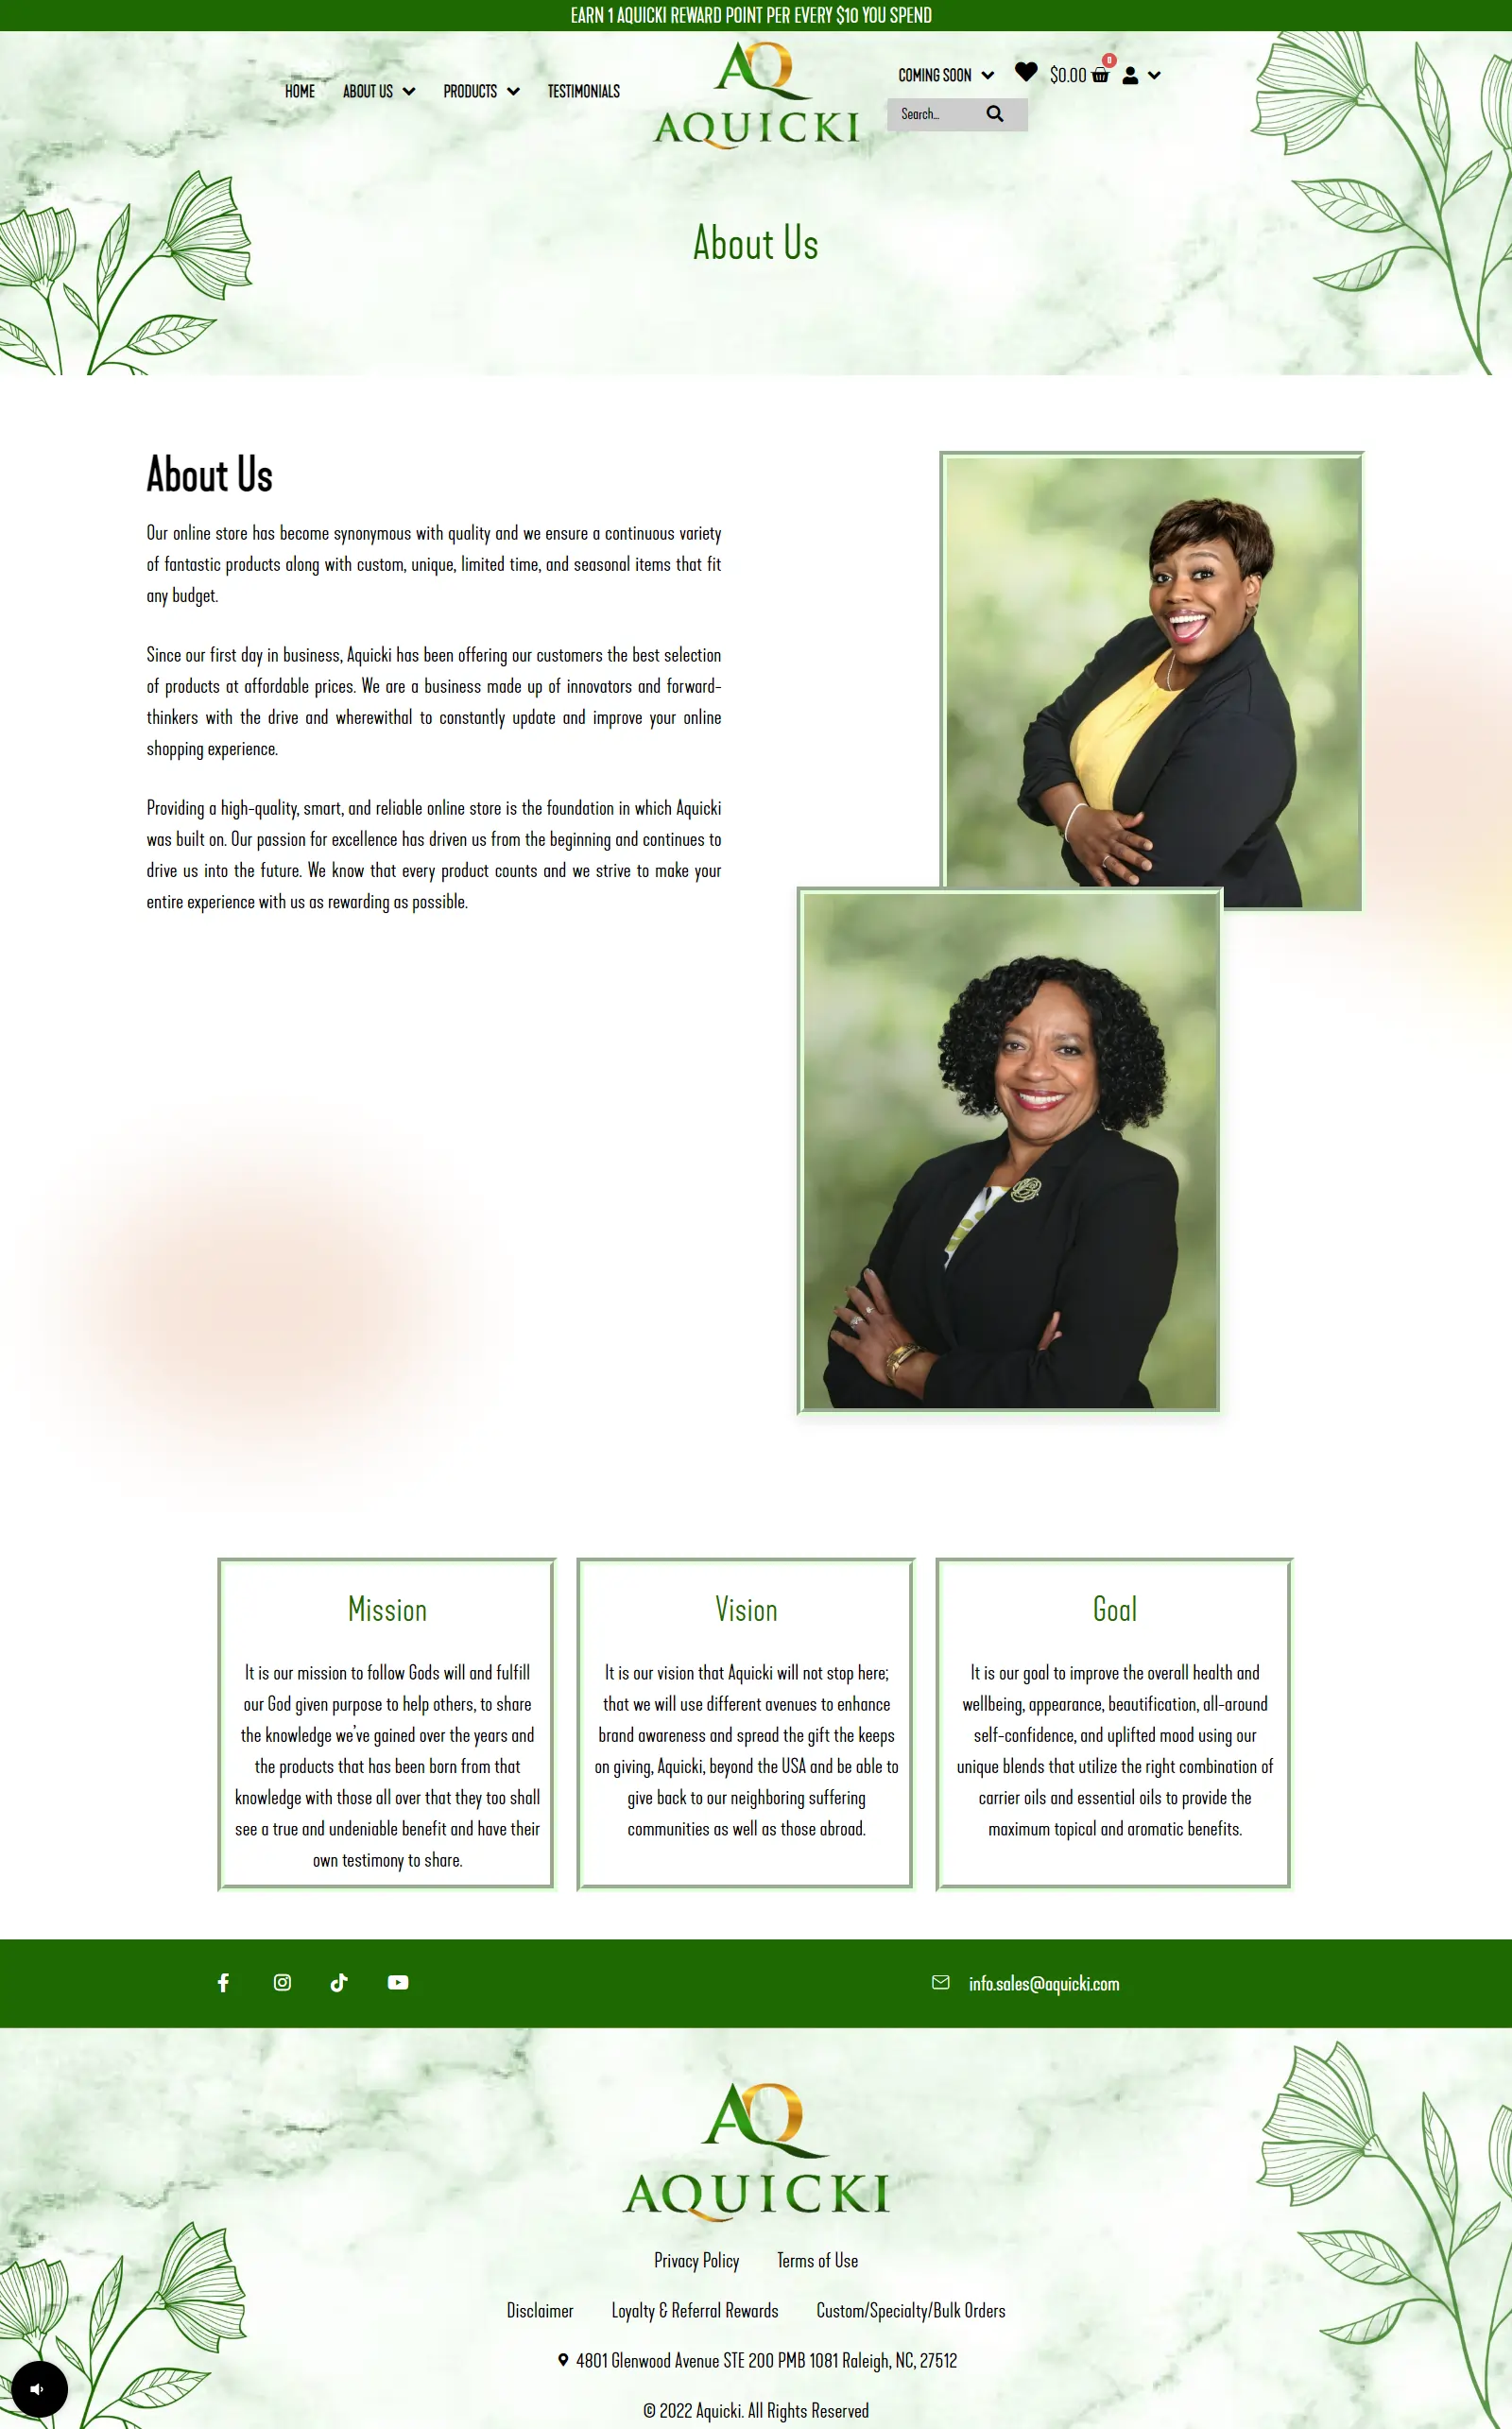 EARN 1 AQUICKI REWARD POINT PER EVERY $10 YOU SPEND
HOME
ABOUT US
PRODUCTS
TESTIMONIALS
AQ
AQUICKI
COMING SOON
$0.00
0
Search...
About Us
About Us
Our online store has become synonymous with quality and we ensure a continuous variety
of fantastic products along with custom, unique, limited time, and seasonal items that fit
any budget.
Since our first day in business, Aquicki has been offering our customers the best selection
of products at affordable prices. We are a business made up of innovators and forward-
thinkers with the drive and wherewithal to constantly update and improve your online
shopping experience.
Providing a high-quality, smart, and reliable online store is the foundation in which Aquicki
was built on. Our passion for excellence has driven us from the beginning and continues to
drive us into the future. We know that every product counts and we strive to make your
entire experience with us as rewarding as possible.
Mission
It is our mission to follow Gods will and fulfill
our God given purpose to help others, to share
the knowledge we've gained over the years and
the products that has been born from that
knowledge with those all over that they too shall
see a true and undeniable benefit and have their
own testimony to share.
Vision
It is our vision that Aquicki will not stop here;
that we will use different avenues to enhance
brand awareness and spread the gift the keeps
on giving, Aquicki, beyond the USA and be able to
give back to our neighboring suffering
communities as well as those abroad.
Goal
It is our goal to improve the overall health and
wellbeing, appearance, beautification, all-around
self-confidence, and uplifted mood using our
unique blends that utilize the right combination of
carrier oils and essential oils to provide the
maximum topical and aromatic benefits.
info.sales@aquicki.com
AQ
AQUICKI
Privacy Policy
Terms of Use
Disclaimer
Loyalty & Referral Rewards
Custom/Specialty/Bulk Orders
4801 Glenwood Avenue STE 200 PMB 1081 Raleigh, NC, 27512
© 2022 Aquicki. All Rights Reserved